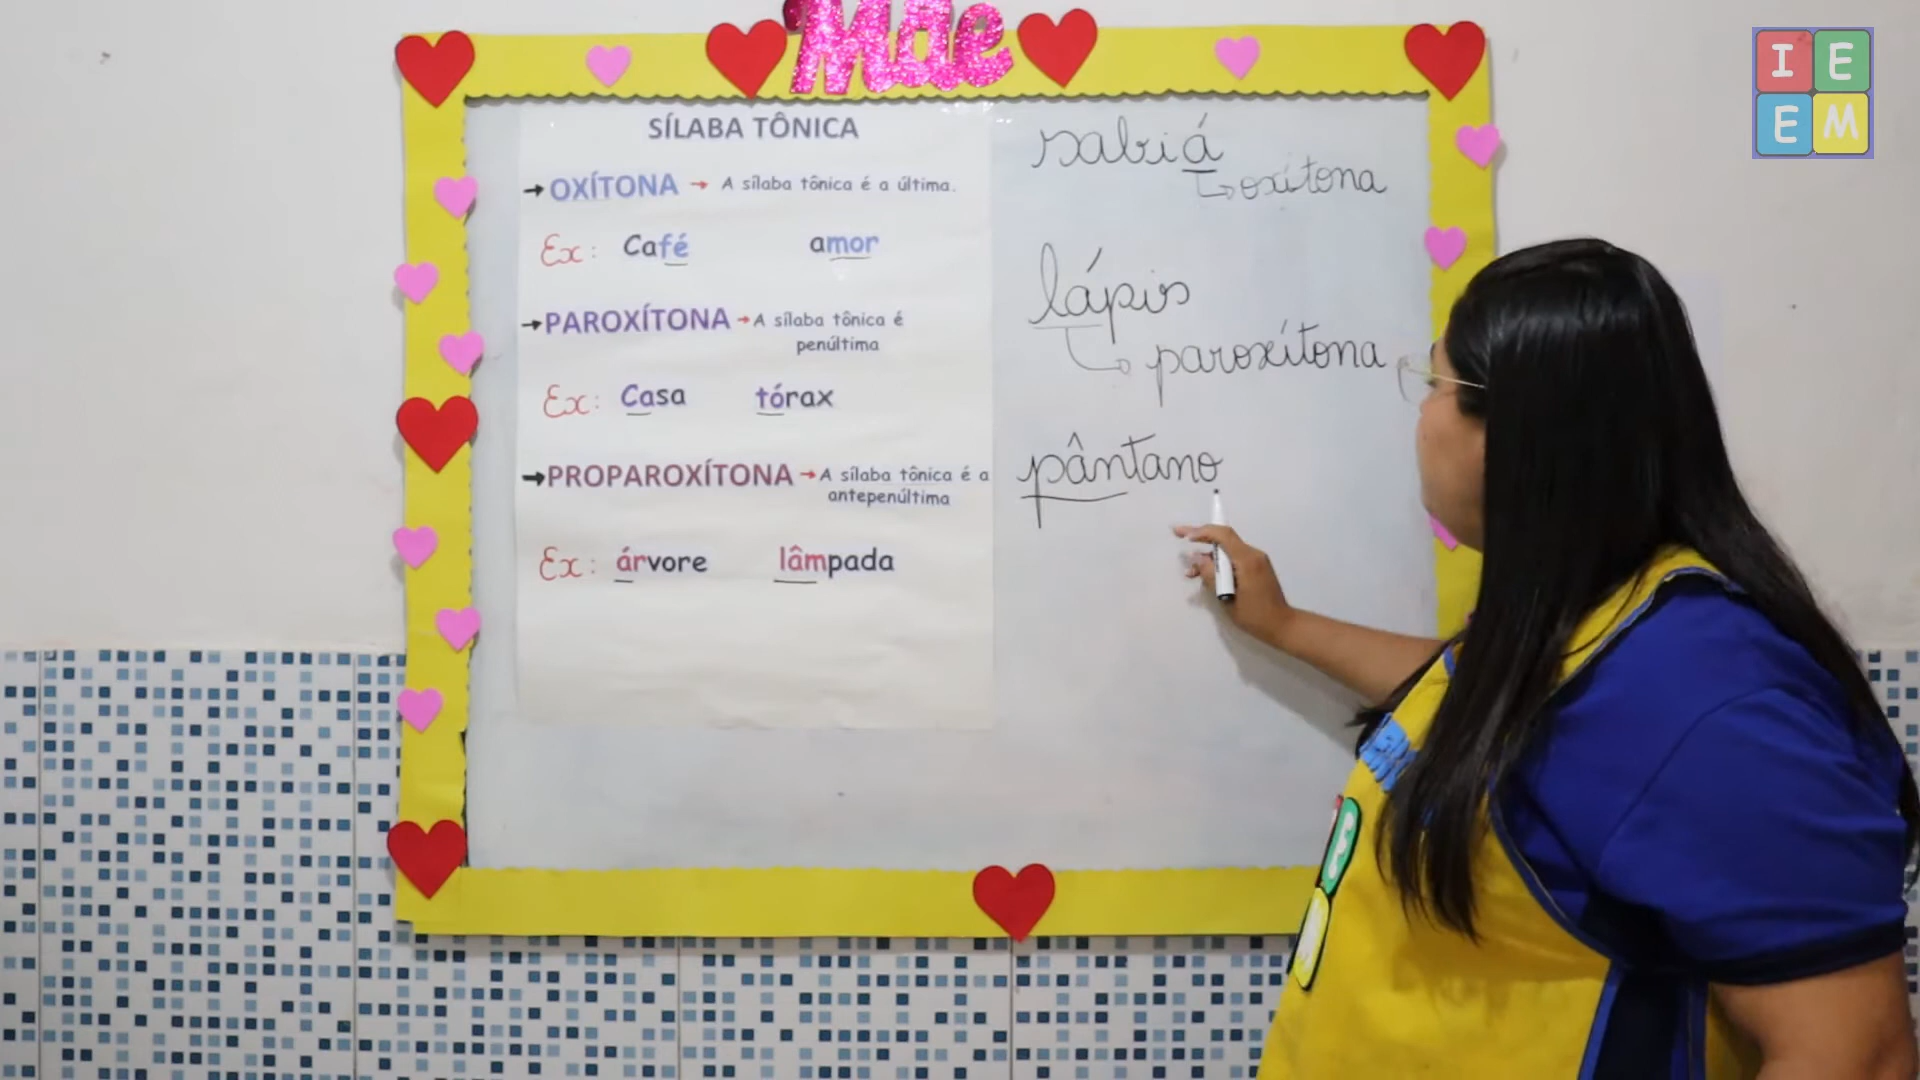 Mãe
I E
E M
SÍLABA TÔNICA
→ OXÍTONA → A sílaba tônica é a última.
Ex: Café amor
→ PAROXÍTONA → A sílaba tônica é
penúltima
Ex: Casa tórax
→ PROPAROXÍTONA → A sílaba tônica é a
antepenúltima
Ex: árvore lâmpada
sabiá
oxítona
lápis
paroxítona
pântano